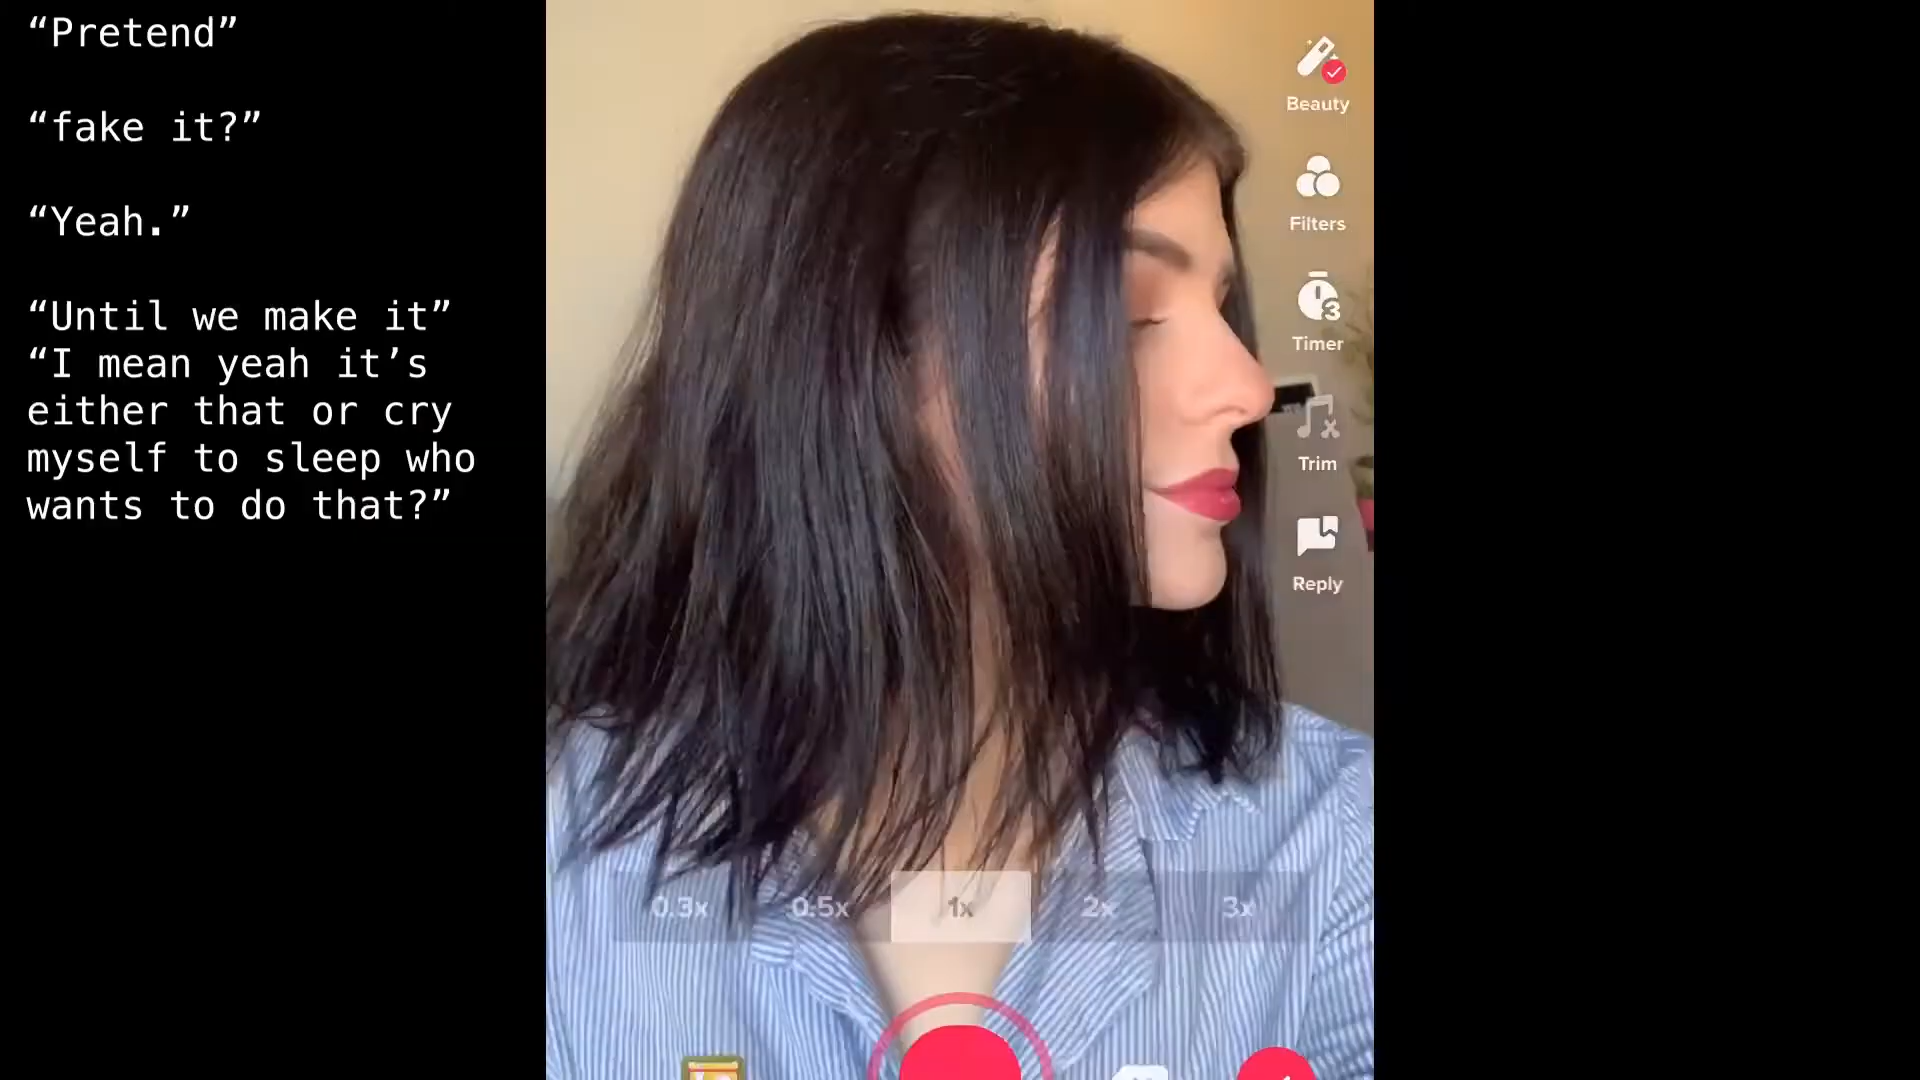 “Pretend”
“fake it?”
“Yeah.”
“Until we make it”
“I mean yeah it’s
either that or cry
myself to sleep who
wants to do that?”
Beauty
Filters
3
Timer
Trim
Reply
0.3x 0.5x 1x 2x 3x